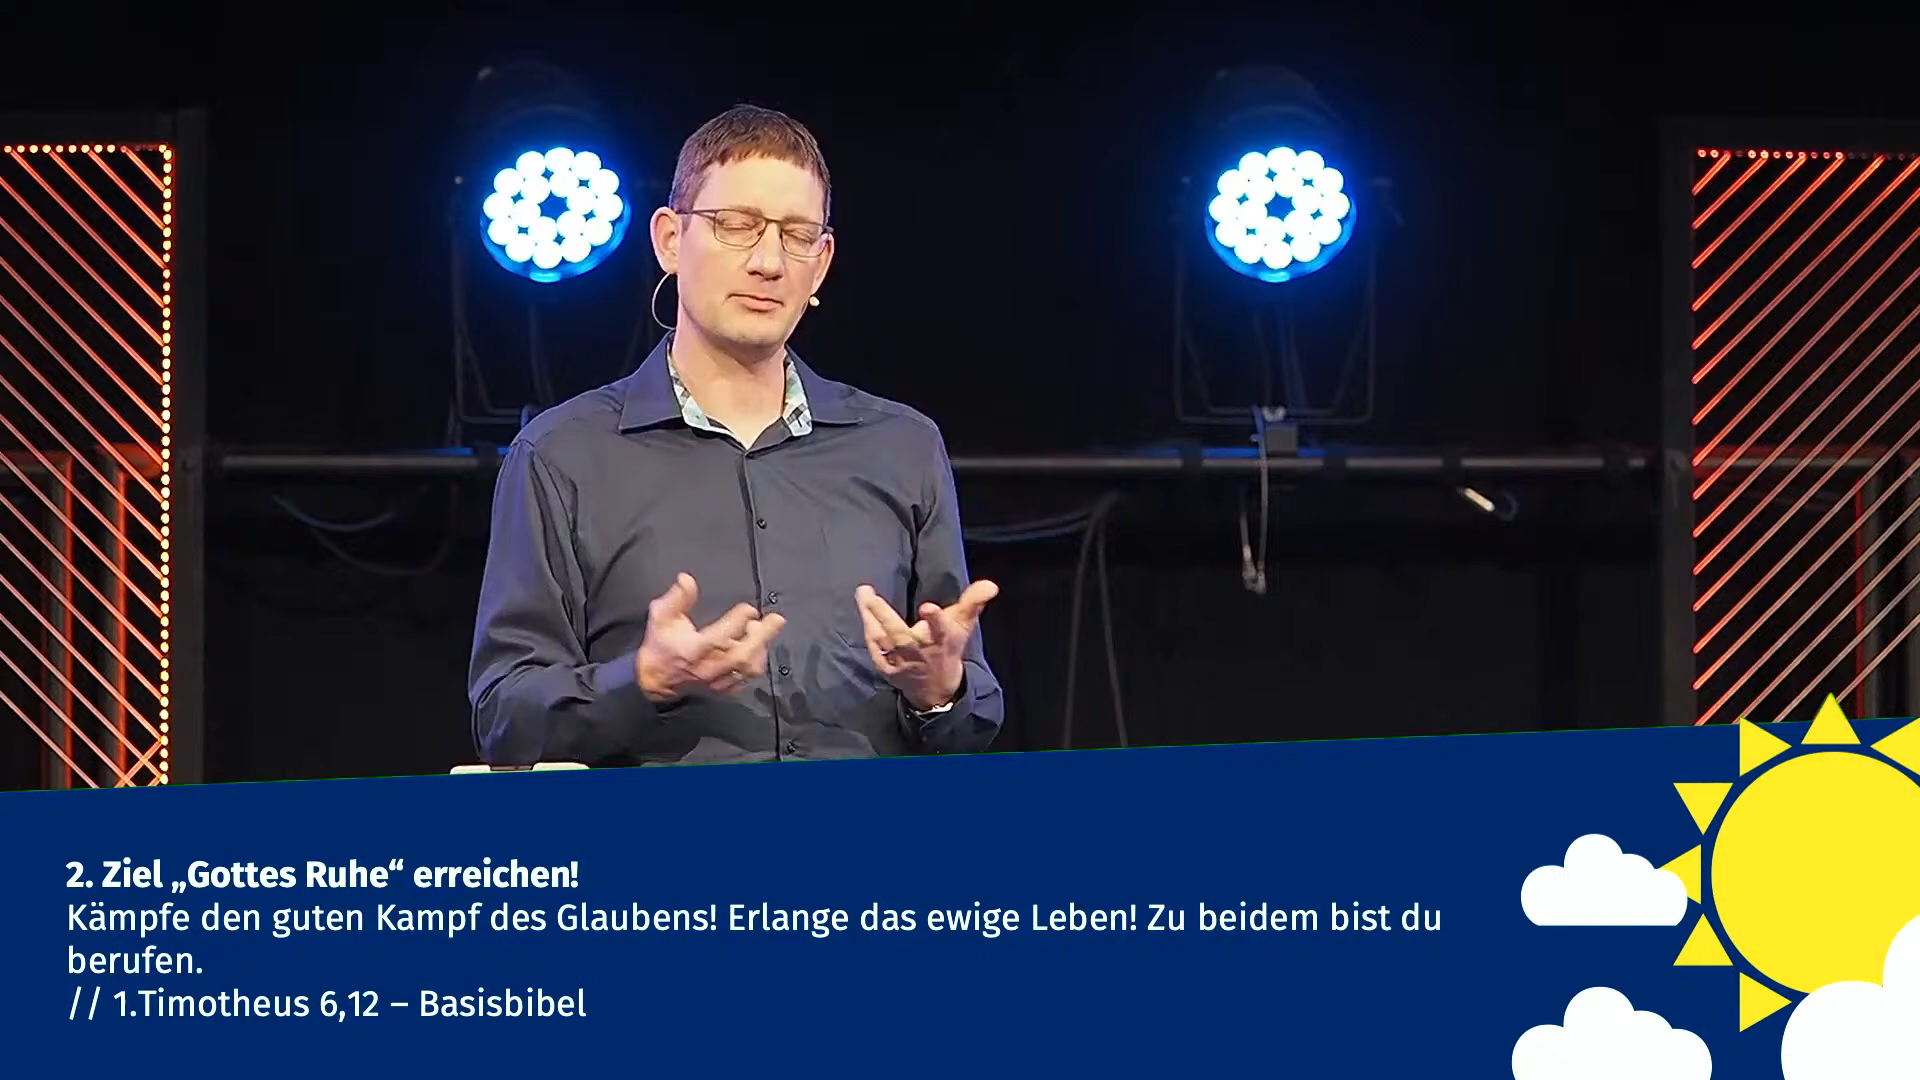 2. Ziel „Gottes Ruhe“ erreichen!
Kämpfe den guten Kampf des Glaubens! Erlange das ewige Leben! Zu beidem bist du
berufen.
// 1.Timotheus 6,12 – Basisbibel